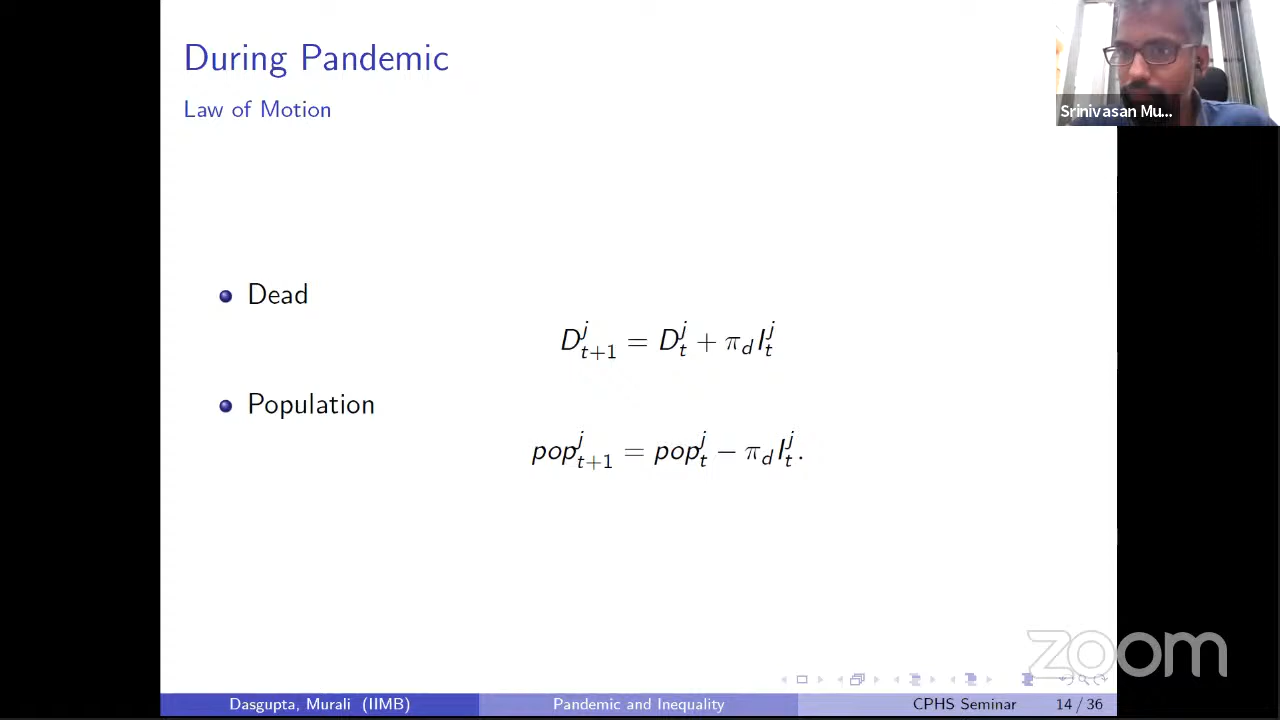 During Pandemic
Law of Motion
Srinivasan Mu...
Dead
D^j_{t+1} = D^j_t + π_d I^j_t
Population
pop^j_{t+1} = pop^j_t − π_d I^j_t.
zoom
Dasgupta, Murali (IIMB) Pandemic and Inequality CPHS Seminar 14 / 36